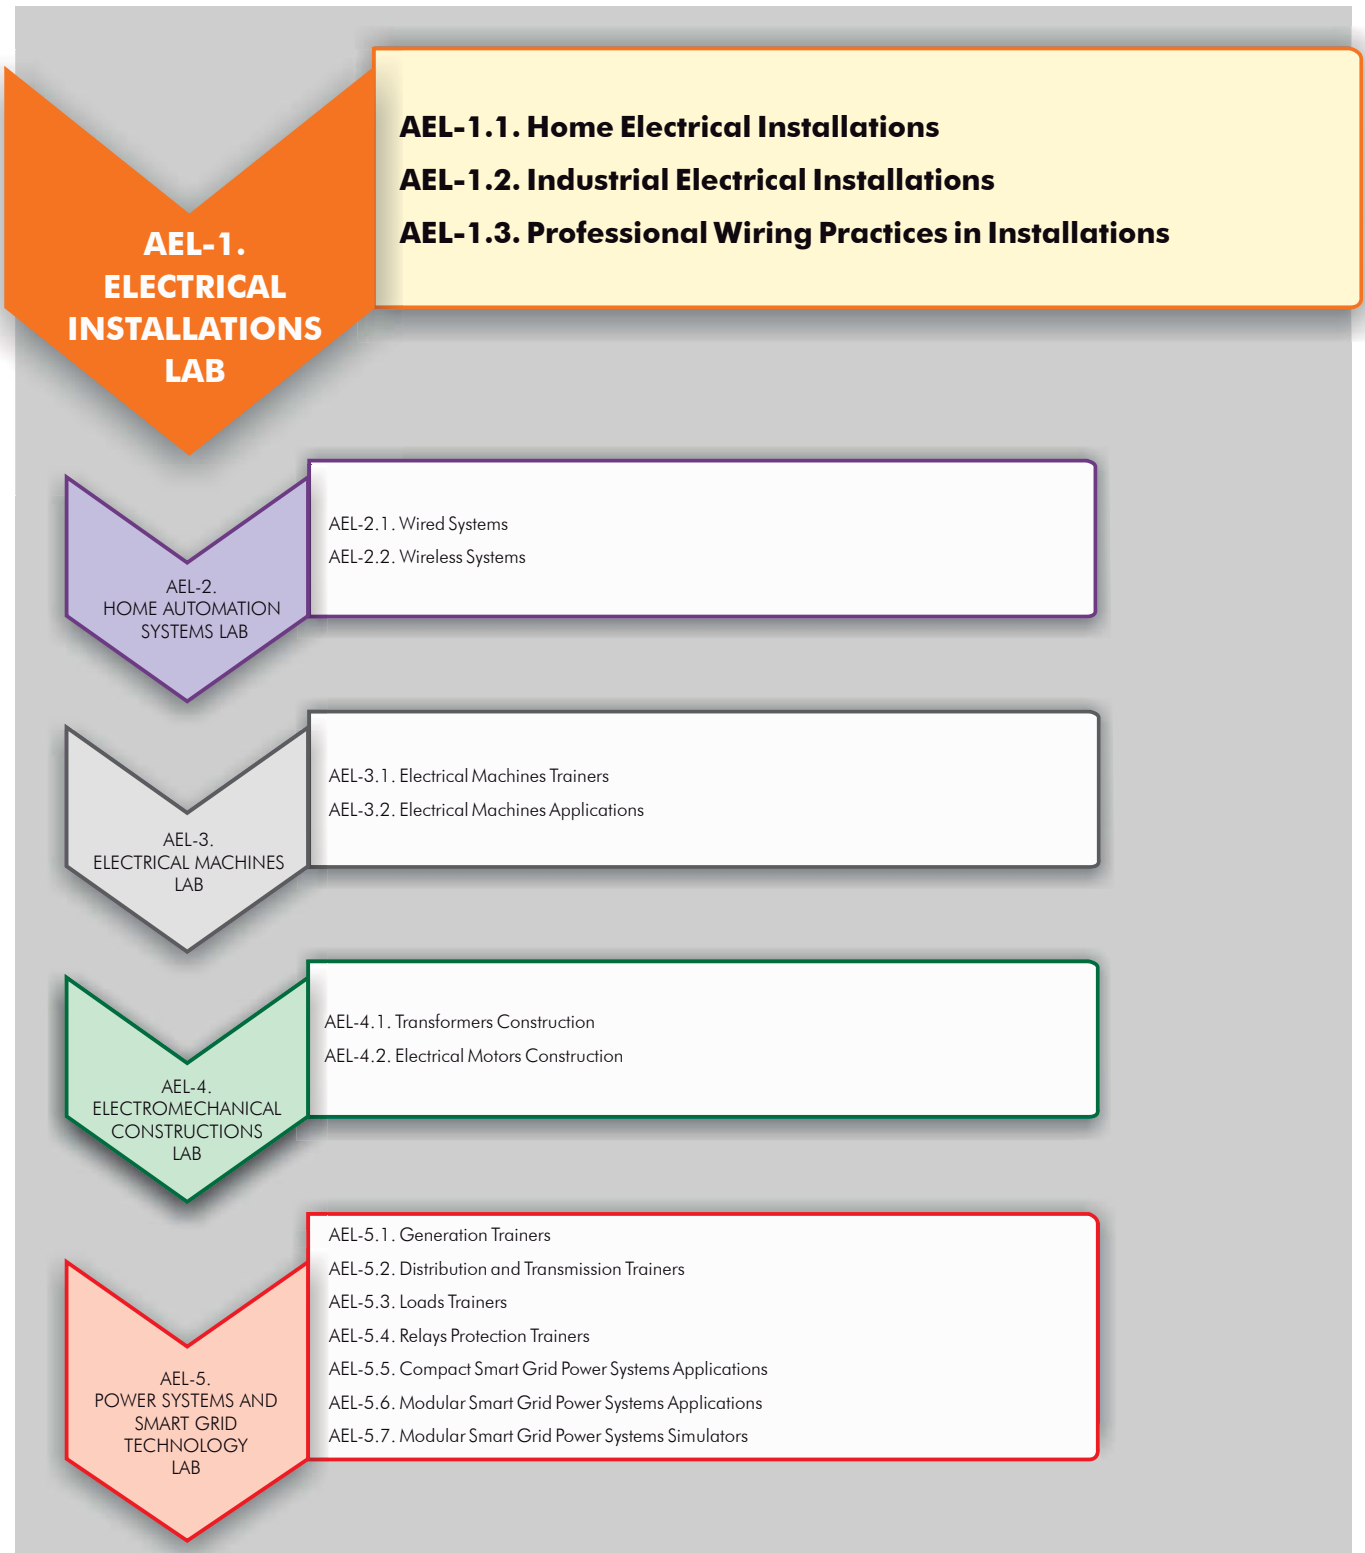 AEL-1.
ELECTRICAL
INSTALLATIONS
LAB
AEL-1.1. Home Electrical Installations
AEL-1.2. Industrial Electrical Installations
AEL-1.3. Professional Wiring Practices in Installations
AEL-2.
HOME AUTOMATION
SYSTEMS LAB
AEL-2.1. Wired Systems
AEL-2.2. Wireless Systems
AEL-3.
ELECTRICAL MACHINES
LAB
AEL-3.1. Electrical Machines Trainers
AEL-3.2. Electrical Machines Applications
AEL-4.
ELECTROMECHANICAL
CONSTRUCTIONS
LAB
AEL-4.1. Transformers Construction
AEL-4.2. Electrical Motors Construction
AEL-5.
POWER SYSTEMS AND
SMART GRID
TECHNOLOGY
LAB
AEL-5.1. Generation Trainers
AEL-5.2. Distribution and Transmission Trainers
AEL-5.3. Loads Trainers
AEL-5.4. Relays Protection Trainers
AEL-5.5. Compact Smart Grid Power Systems Applications
AEL-5.6. Modular Smart Grid Power Systems Applications
AEL-5.7. Modular Smart Grid Power Systems Simulators